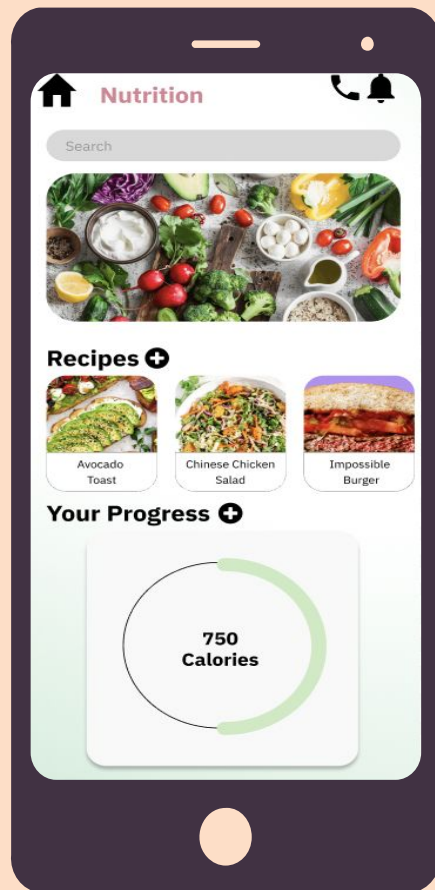 Nutrition
Search
Recipes
Avocado
Toast
Chinese Chicken
Salad
Impossible
Burger
Your Progress
750
Calories